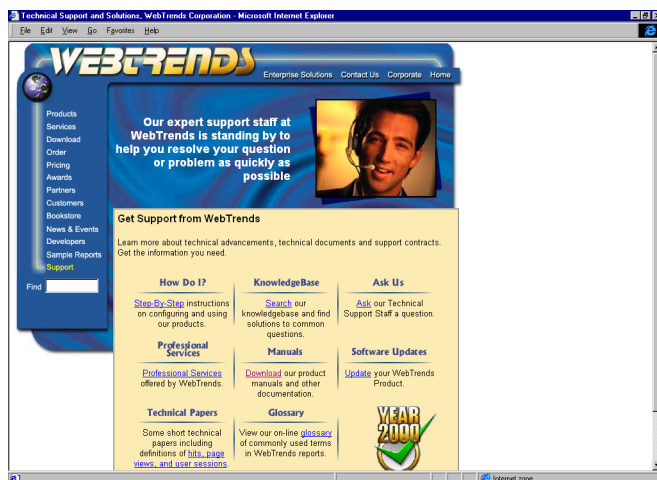 Technical Support and Solutions, WebTrends Corporation - Microsoft Internet Explorer
File Edit View Go Favorites Help
WEBTRENDS
Enterprise Solutions Contact Us Corporate Home
Products
Services
Download
Order
Pricing
Awards
Partners
Customers
Bookstore
News & Events
Developers
Sample Reports
Support
Find
Our expert support staff at
WebTrends is standing by to
help you resolve your question
or problem as quickly as
possible
Get Support from WebTrends
Learn more about technical advancements, technical documents and support contracts.
Get the information you need.
How Do I?
Step-By-Step instructions
on configuring and using
our products.
KnowledgeBase
Search our
knowledgebase and find
solutions to common
questions.
Ask Us
Ask our Technical
Support Staff a question.
Professional
Services
Professional Services
offered by WebTrends.
Manuals
Download our product
manuals and other
documentation.
Software Updates
Update your WebTrends
Product.
Technical Papers
Some short technical
papers including
definitions of hits, page
views, and user sessions.
Glossary
View our on-line glossary
of commonly used terms
in WebTrends reports.
YEAR
2000
Internet zone